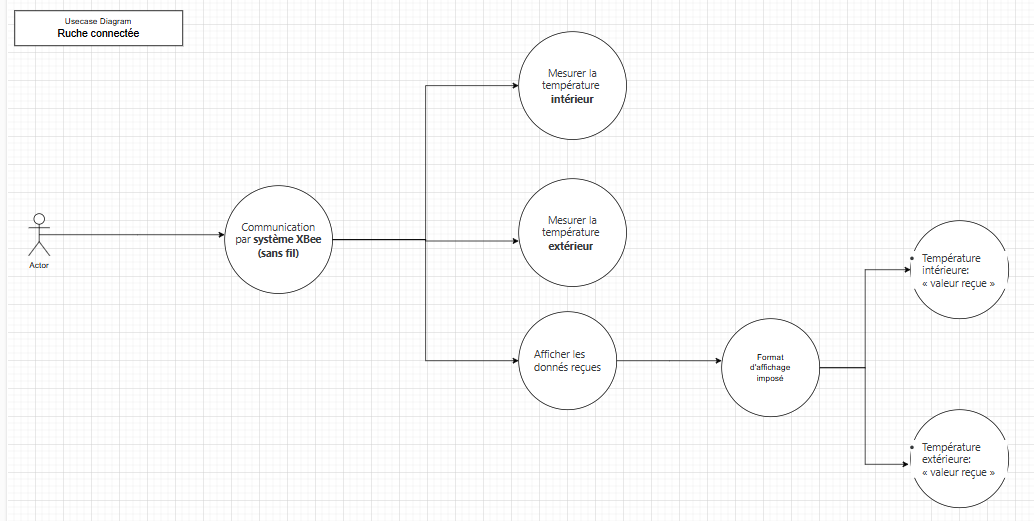 Usecase Diagram
Ruche connectée
Mesurer la
température
intérieur
Communication
par système XBee
(sans fil)
Actor
Mesurer la
température
extérieur
Température
intérieure:
« valeur reçue »
Afficher les
donnés reçues
Format
d'affichage
imposé
Température
extérieure:
« valeur reçue »